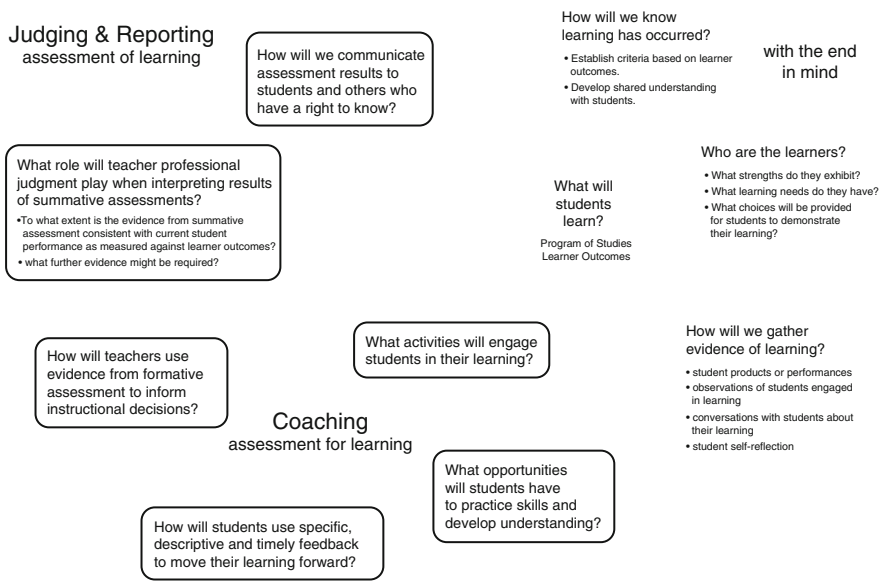 Judging & Reporting
assessment of learning
How will we communicate
assessment results to
students and others who
have a right to know?
How will we know
learning has occurred?
• Establish criteria based on learner
outcomes.
• Develop shared understanding
with students.
with the end
in mind
What role will teacher professional
judgment play when interpreting results
of summative assessments?
•To what extent is the evidence from summative
assessment consistent with current student
performance as measured against learner outcomes?
• what further evidence might be required?
What will
students
learn?
Program of Studies
Learner Outcomes
Who are the learners?
• What strengths do they exhibit?
• What learning needs do they have?
• What choices will be provided
for students to demonstrate
their learning?
How will teachers use
evidence from formative
assessment to inform
instructional decisions?
What activities will engage
students in their learning?
How will we gather
evidence of learning?
• student products or performances
• observations of students engaged
in learning
• conversations with students about
their learning
• student self-reflection
Coaching
assessment for learning
What opportunities
will students have
to practice skills and
develop understanding?
How will students use specific,
descriptive and timely feedback
to move their learning forward?